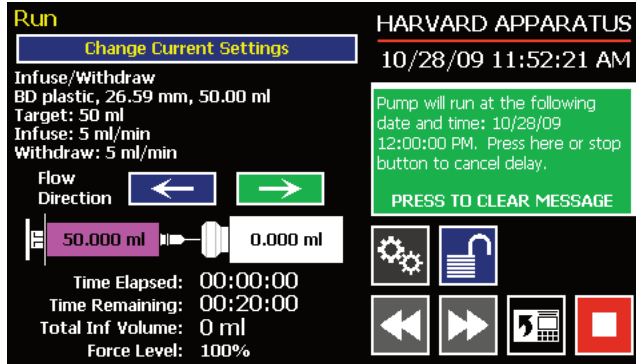 Run
Change Current Settings
Infuse/Withdraw
BD plastic, 26.59 mm, 50.00 ml
Target: 50 ml
Infuse: 5 ml/min
Withdraw: 5 ml/min
Flow
Direction
50.000 ml
0.000 ml
Time Elapsed: 00:00:00
Time Remaining: 00:20:00
Total Inf Volume: 0 ml
Force Level: 100%
HARVARD APPARATUS
10/28/09 11:52:21 AM
Pump will run at the following
date and time: 10/28/09
12:00:00 PM. Press here or stop
button to cancel delay.
PRESS TO CLEAR MESSAGE